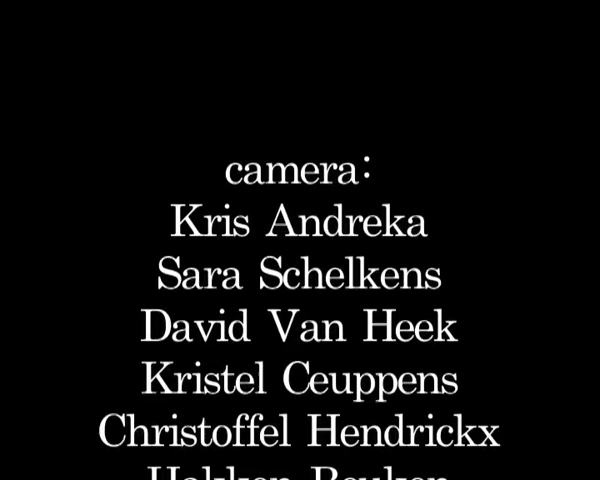 camera:
Kris Andreka
Sara Schelkens
David Van Heek
Kristel Ceuppens
Christoffel Hendrickx